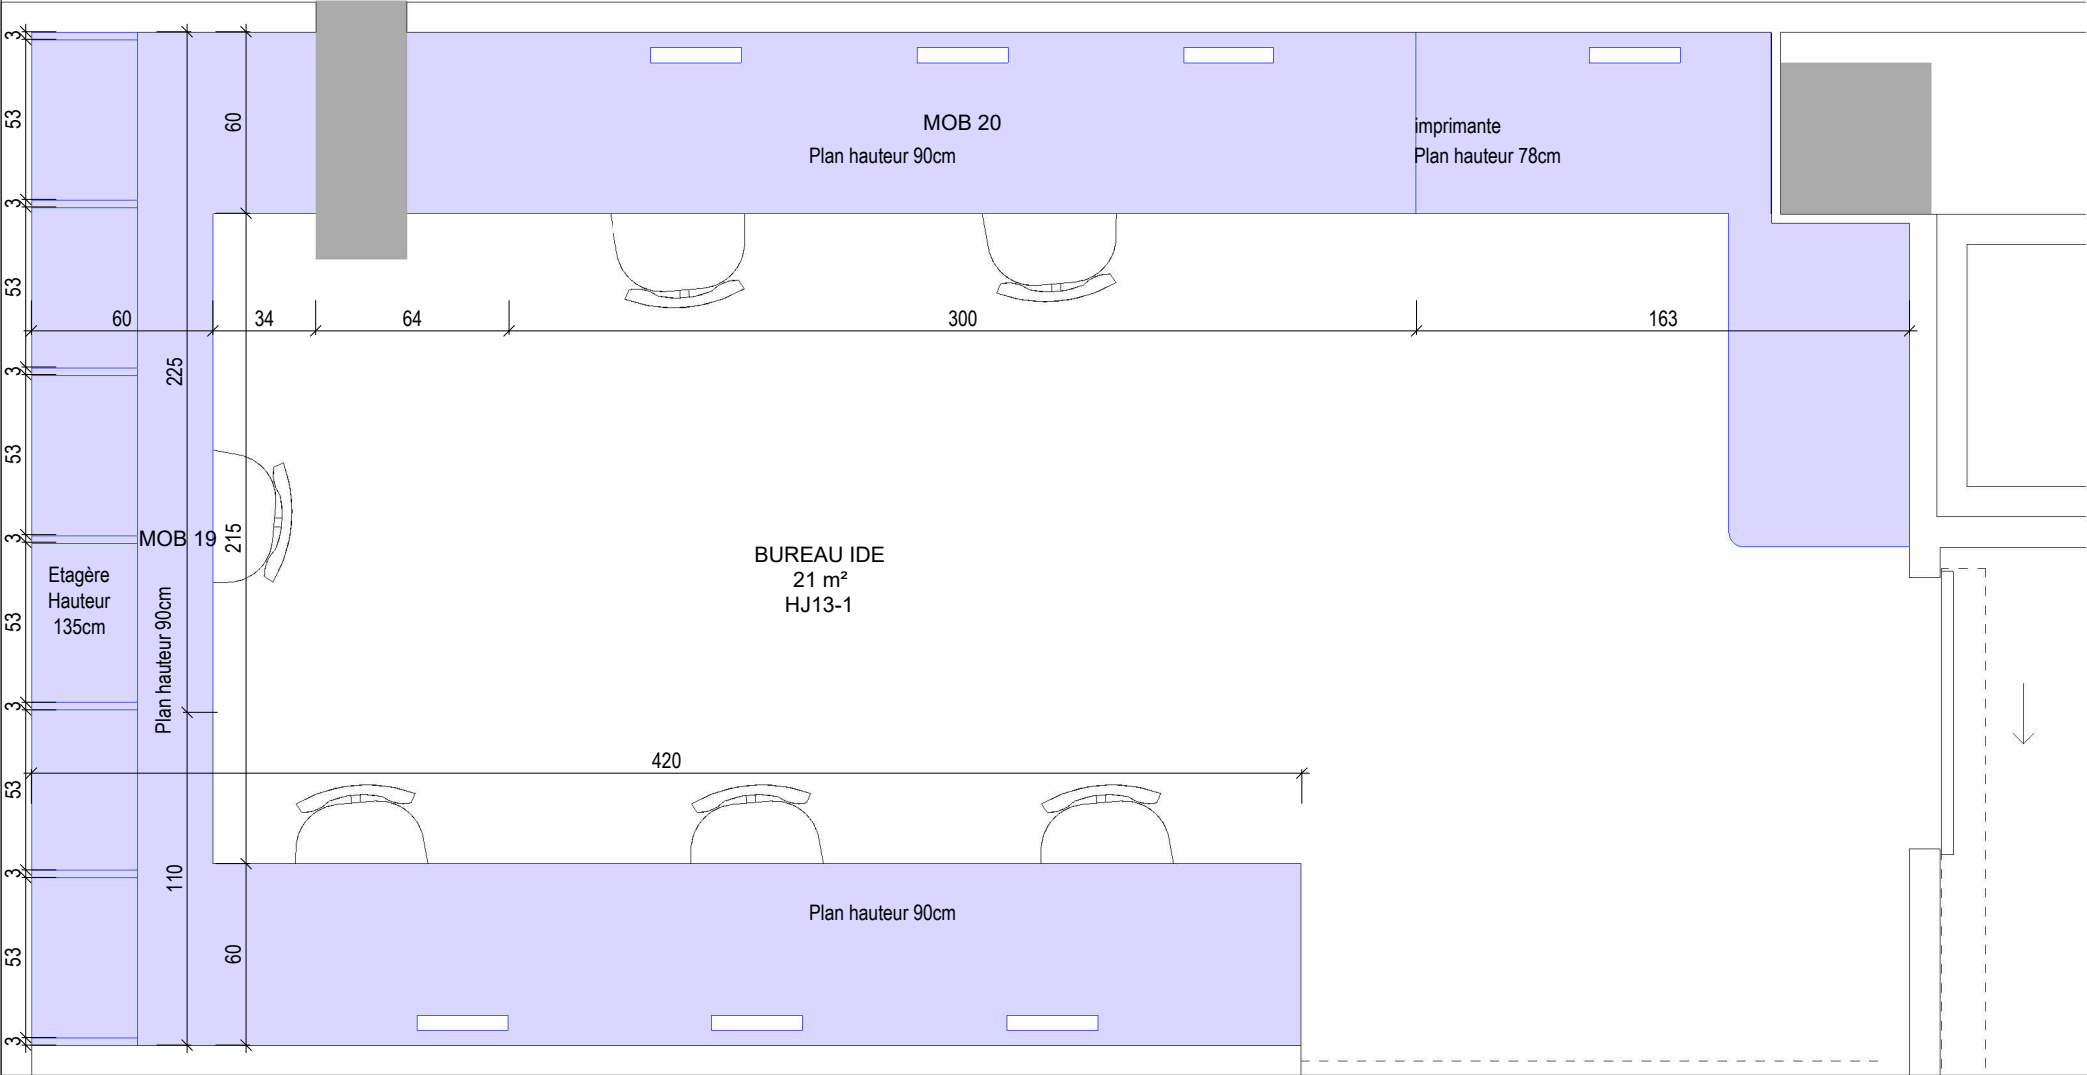 3
53
3
53
3
53
3
53
3
53
3
53
3
60
MOB 20
Plan hauteur 90cm
imprimante
Plan hauteur 78cm
60
34
64
300
163
225
215
MOB 19
Etagère
Hauteur
135cm
Plan hauteur 90cm
BUREAU IDE
21 m²
HJ13-1
420
110
60
Plan hauteur 90cm